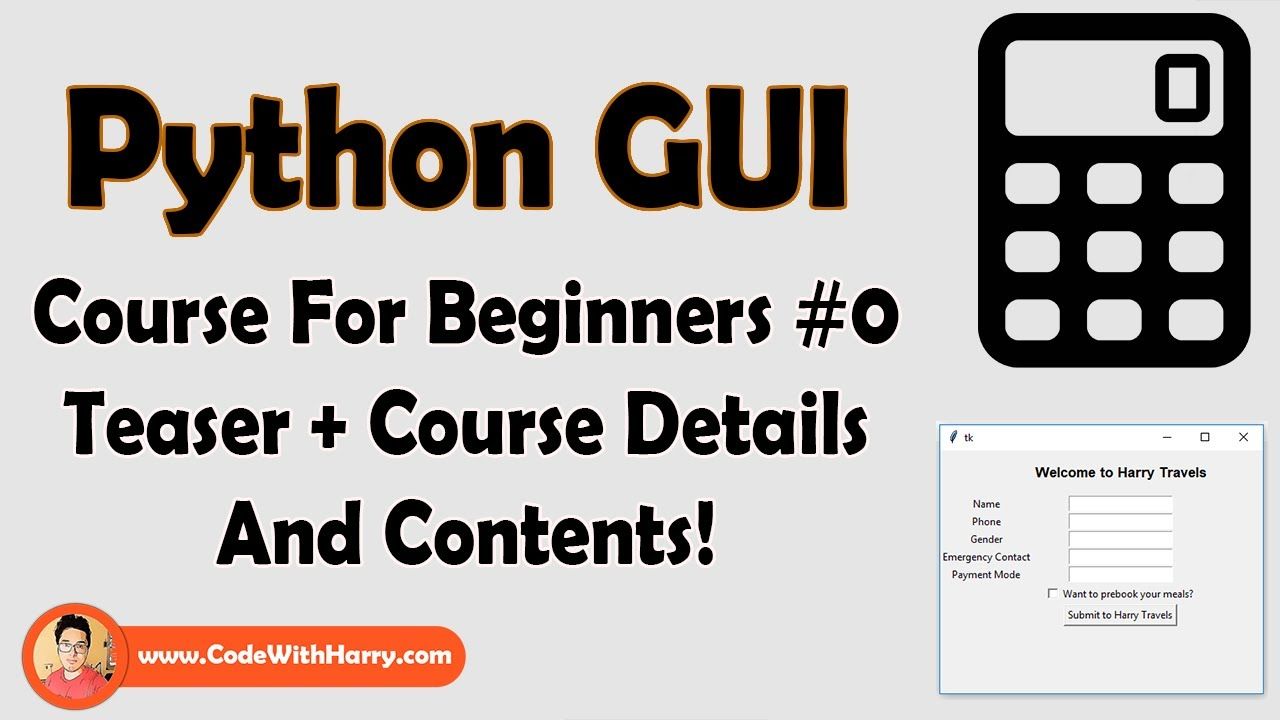 Python GUI
Course For Beginners #0
Teaser + Course Details
And Contents!
www.CodeWithHarry.com
0
tk
Welcome to Harry Travels
Name
Phone
Gender
Emergency Contact
Payment Mode
Want to prebook your meals?
Submit to Harry Travels